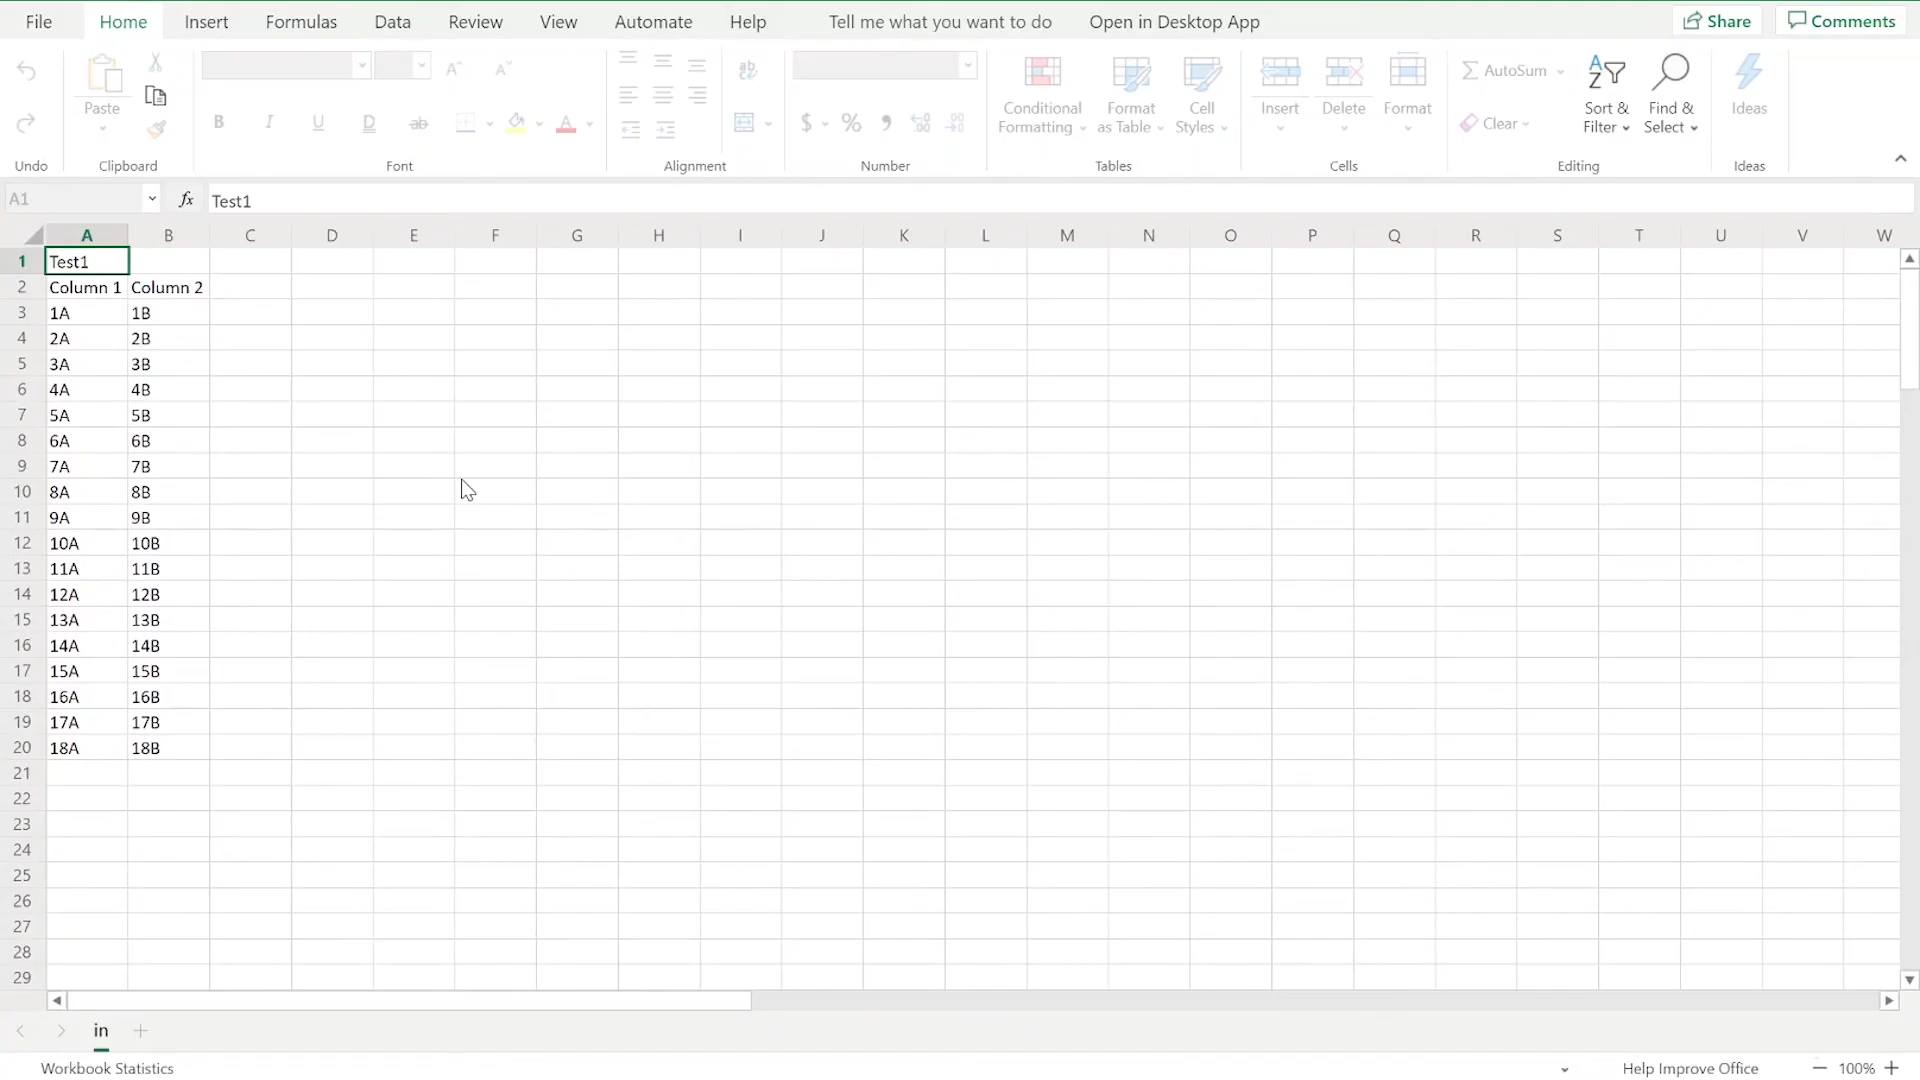 File Home Insert Formulas Data Review View Automate Help Tell me what you want to do Open in Desktop App Share Comments
Paste
B I U D ab
ab
$ % 9 .00 .00
Conditional Formatting
Format as Table
Cell Styles
Insert Delete Format
AutoSum
Clear
Sort & Filter
Find & Select
Ideas
Undo Clipboard Font Alignment Number Tables Cells Editing Ideas
A1 fx Test1
A B C D E F G H I J K L M N O P Q R S T U V W
1 Test1
2 Column 1 Column 2
3 1A 1B
4 2A 2B
5 3A 3B
6 4A 4B
7 5A 5B
8 6A 6B
9 7A 7B
10 8A 8B
11 9A 9B
12 10A 10B
13 11A 11B
14 12A 12B
15 13A 13B
16 14A 14B
17 15A 15B
18 16A 16B
19 17A 17B
20 18A 18B
21
22
23
24
25
26
27
28
29
in
Workbook Statistics Help Improve Office 100%